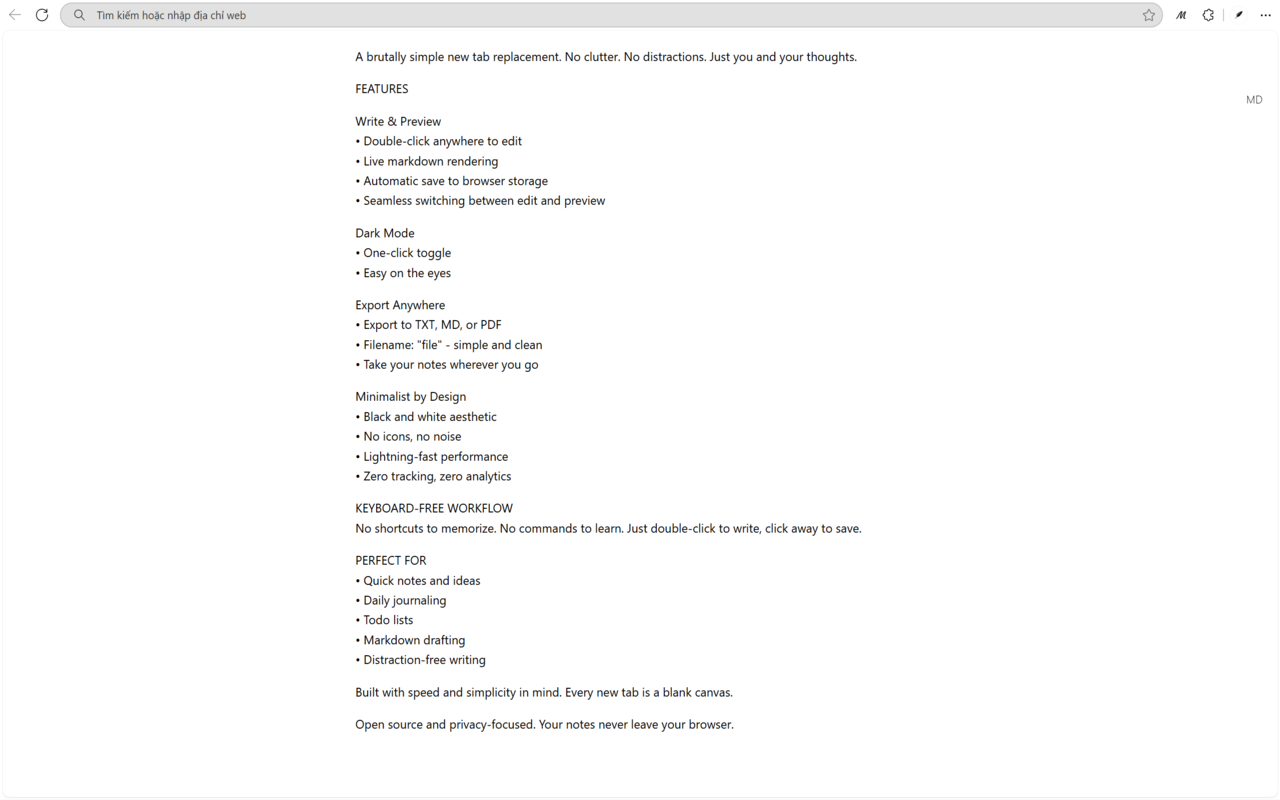 Tìm kiếm hoặc nhập địa chỉ web
A brutally simple new tab replacement. No clutter. No distractions. Just you and your thoughts.
FEATURES
MD
Write & Preview
• Double-click anywhere to edit
• Live markdown rendering
• Automatic save to browser storage
• Seamless switching between edit and preview
Dark Mode
• One-click toggle
• Easy on the eyes
Export Anywhere
• Export to TXT, MD, or PDF
• Filename: "file" - simple and clean
• Take your notes wherever you go
Minimalist by Design
• Black and white aesthetic
• No icons, no noise
• Lightning-fast performance
• Zero tracking, zero analytics
KEYBOARD-FREE WORKFLOW
No shortcuts to memorize. No commands to learn. Just double-click to write, click away to save.
PERFECT FOR
• Quick notes and ideas
• Daily journaling
• Todo lists
• Markdown drafting
• Distraction-free writing
Built with speed and simplicity in mind. Every new tab is a blank canvas.
Open source and privacy-focused. Your notes never leave your browser.